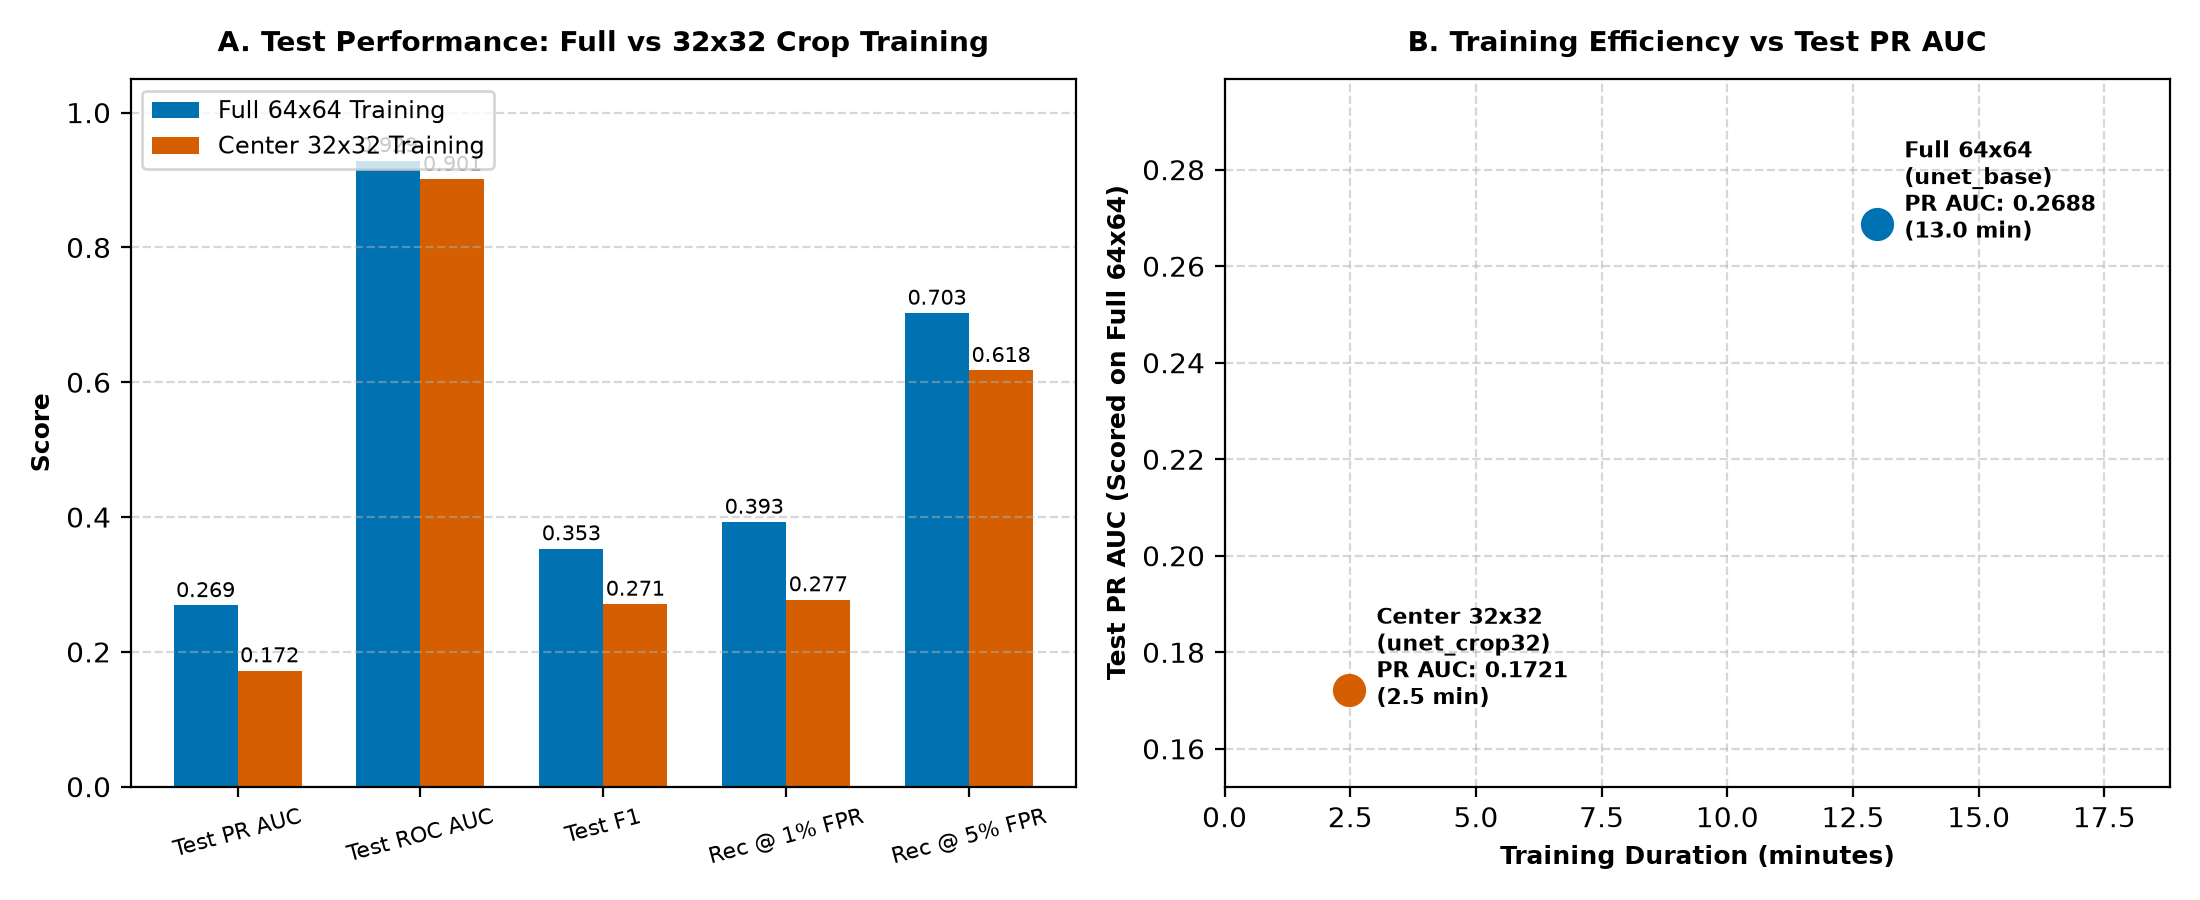 A. Test Performance: Full vs 32x32 Crop Training
Full 64x64 Training
Center 32x32 Training
Score
1.0
0.8
0.6
0.4
0.2
0.0
0.269
0.172
0.901
0.353
0.271
0.393
0.277
0.703
0.618
Test PR AUC
Test ROC AUC
Test F1
Rec @ 1% FPR
Rec @ 5% FPR
B. Training Efficiency vs Test PR AUC
Test PR AUC (Scored on Full 64x64)
0.28
0.26
0.24
0.22
0.20
0.18
0.16
Full 64x64
(unet_base)
PR AUC: 0.2688
(13.0 min)
Center 32x32
(unet_crop32)
PR AUC: 0.1721
(2.5 min)
0.0
2.5
5.0
7.5
10.0
12.5
15.0
17.5
Training Duration (minutes)